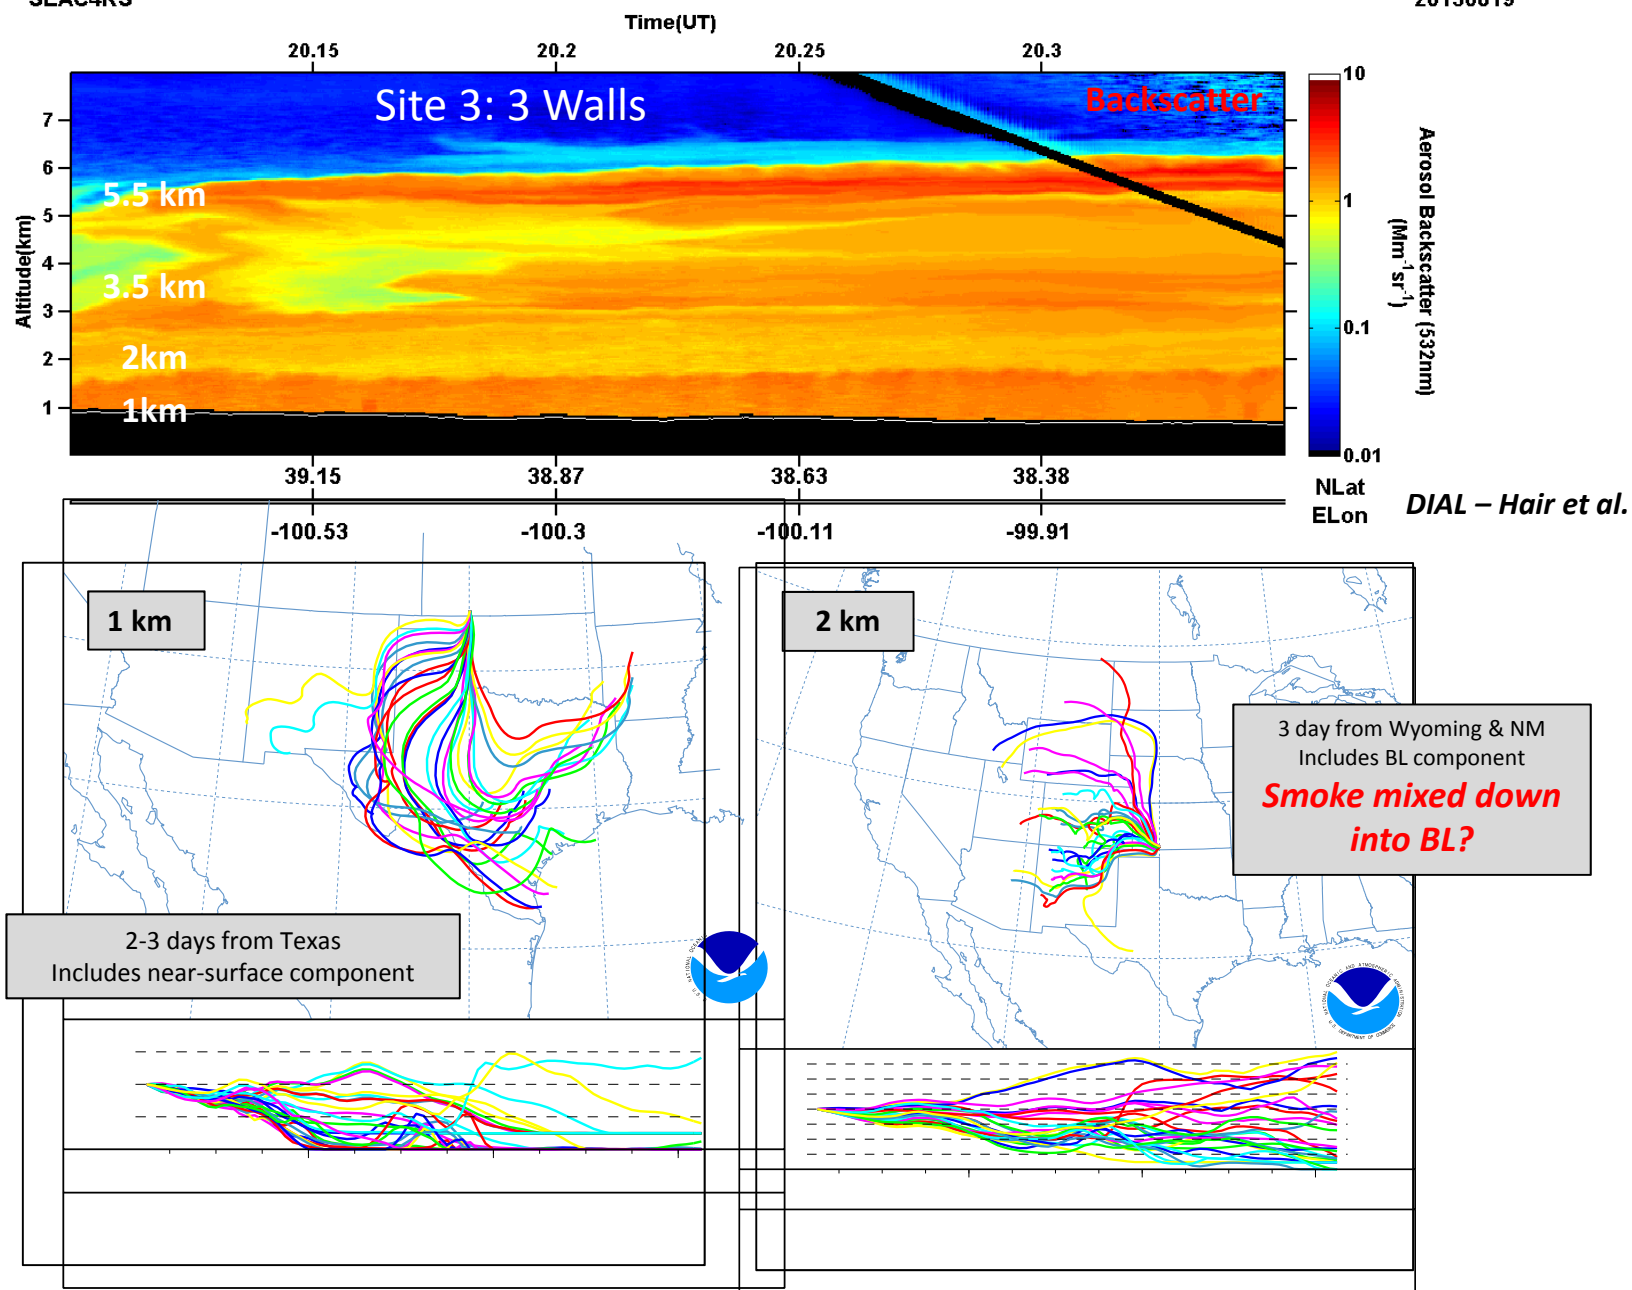 Time(UT)
20.15 20.2 20.25 20.3
Site 3: 3 Walls
Backscatter
7
6
5
4
3
2
1
Altitude(km)
5.5 km
3.5 km
2km
1km
10
1
0.1
0.01
Aerosol Backscatter (532nm)
(Mm-1sr-1)
39.15 38.87 38.63 38.38
NLat
ELon
DIAL – Hair et al.
-100.53 -100.3 -100.11 -99.91
1 km
2 km
3 day from Wyoming & NM
Includes BL component
Smoke mixed down
into BL?
2-3 days from Texas
Includes near-surface component